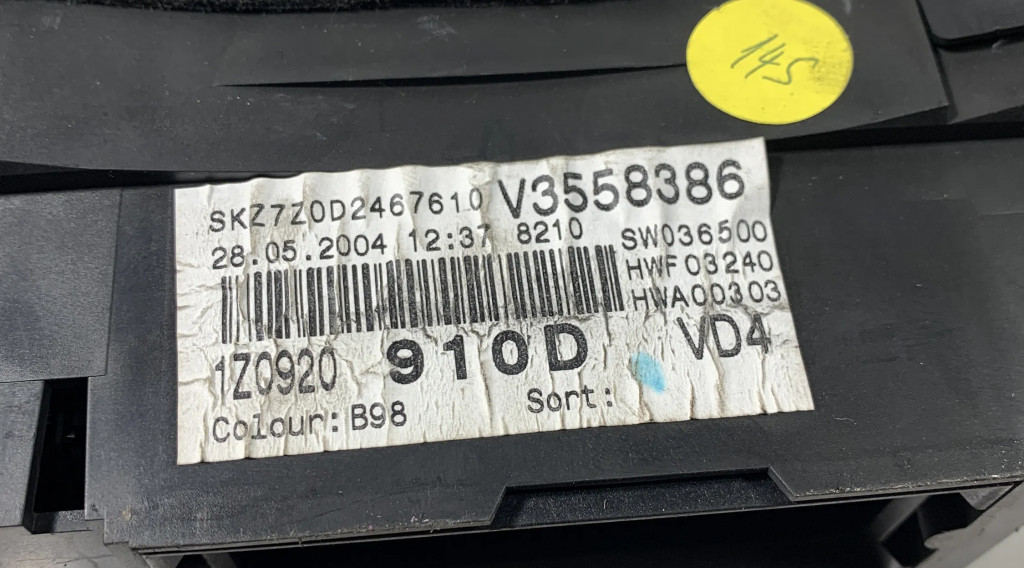 145
SKZ7Z0D2467610 V3558386
28.05.2004 12:37 8210 SW036500
HWF03240
HWA00303
1Z0920 910D VD4
Colour:B98 Sort: